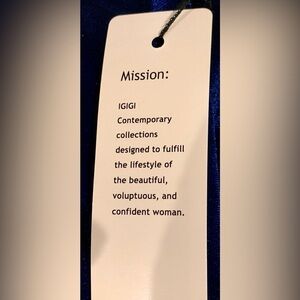 Mission:
IGIGI
Contemporary
collections
designed to fulfill
the lifestyle of
the beautiful,
voluptuous, and
confident woman.